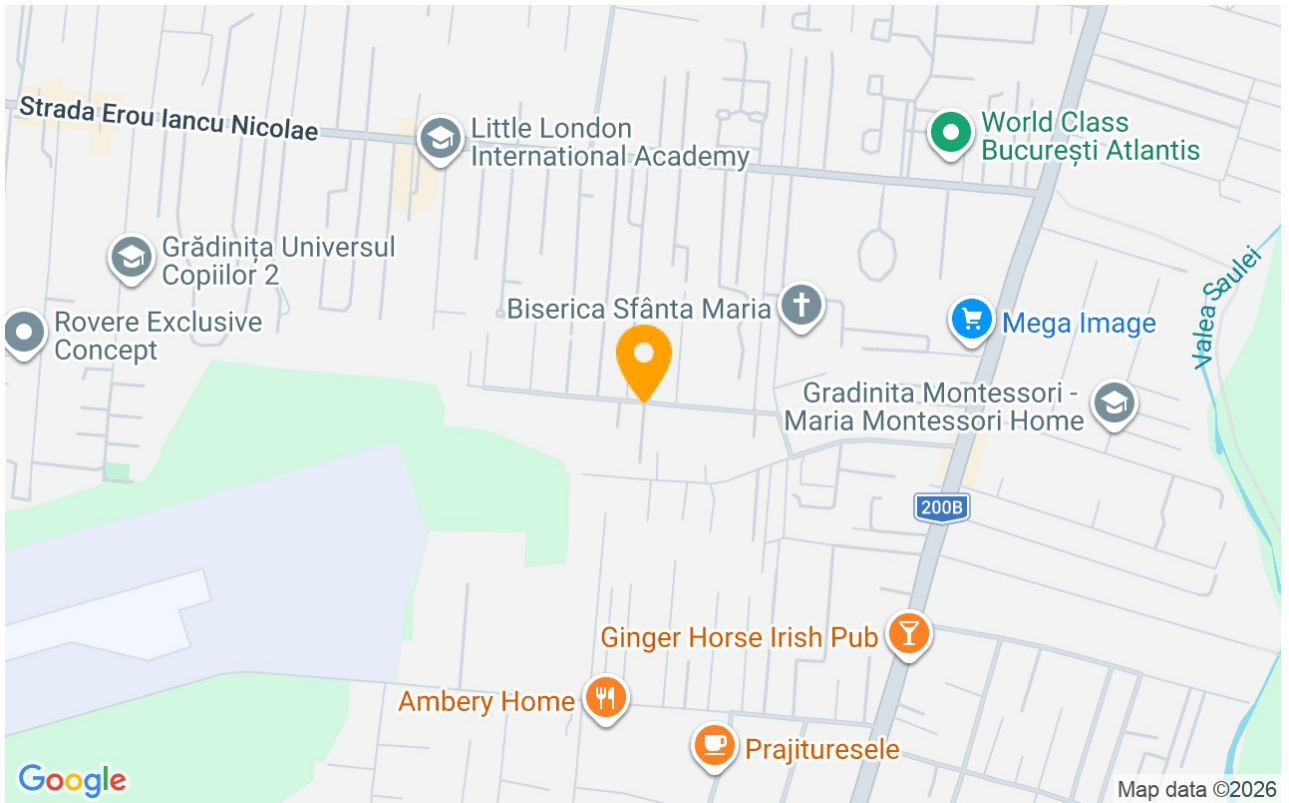 Strada Erou Iancu Nicolae
Little London
International Academy
World Class
București Atlantis
Grădinița Universul
Copiilor 2
Valea Saulei
Biserica Sfânta Maria
Rovere Exclusive
Concept
Mega Image
Gradinita Montessori -
Maria Montessori Home
200B
Ginger Horse Irish Pub
Ambery Home
Prajituresele
Google
Map data ©2026